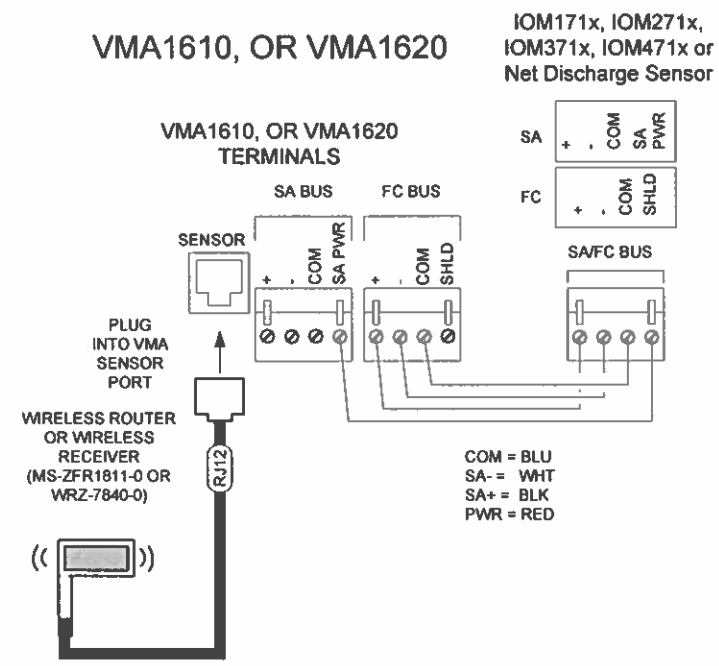 VMA1610, OR VMA1620
IOM171x, IOM271x,
IOM371x, IOM471x or
Net Discharge Sensor
SA
+
-
COM
SA
PWR
FC
+
-
COM
SHLD
VMA1610, OR VMA1620
TERMINALS
SA BUS
FC BUS
SENSOR
+
-
COM
SA PWR
+
-
COM
SHLD
SA/FC BUS
PLUG
INTO VMA
SENSOR
PORT
WIRELESS ROUTER
OR WIRELESS
RECEIVER
(MS-ZFR1811-0 OR
WRZ-7840-0)
RJ12
COM = BLU
SA- = WHT
SA+ = BLK
PWR = RED